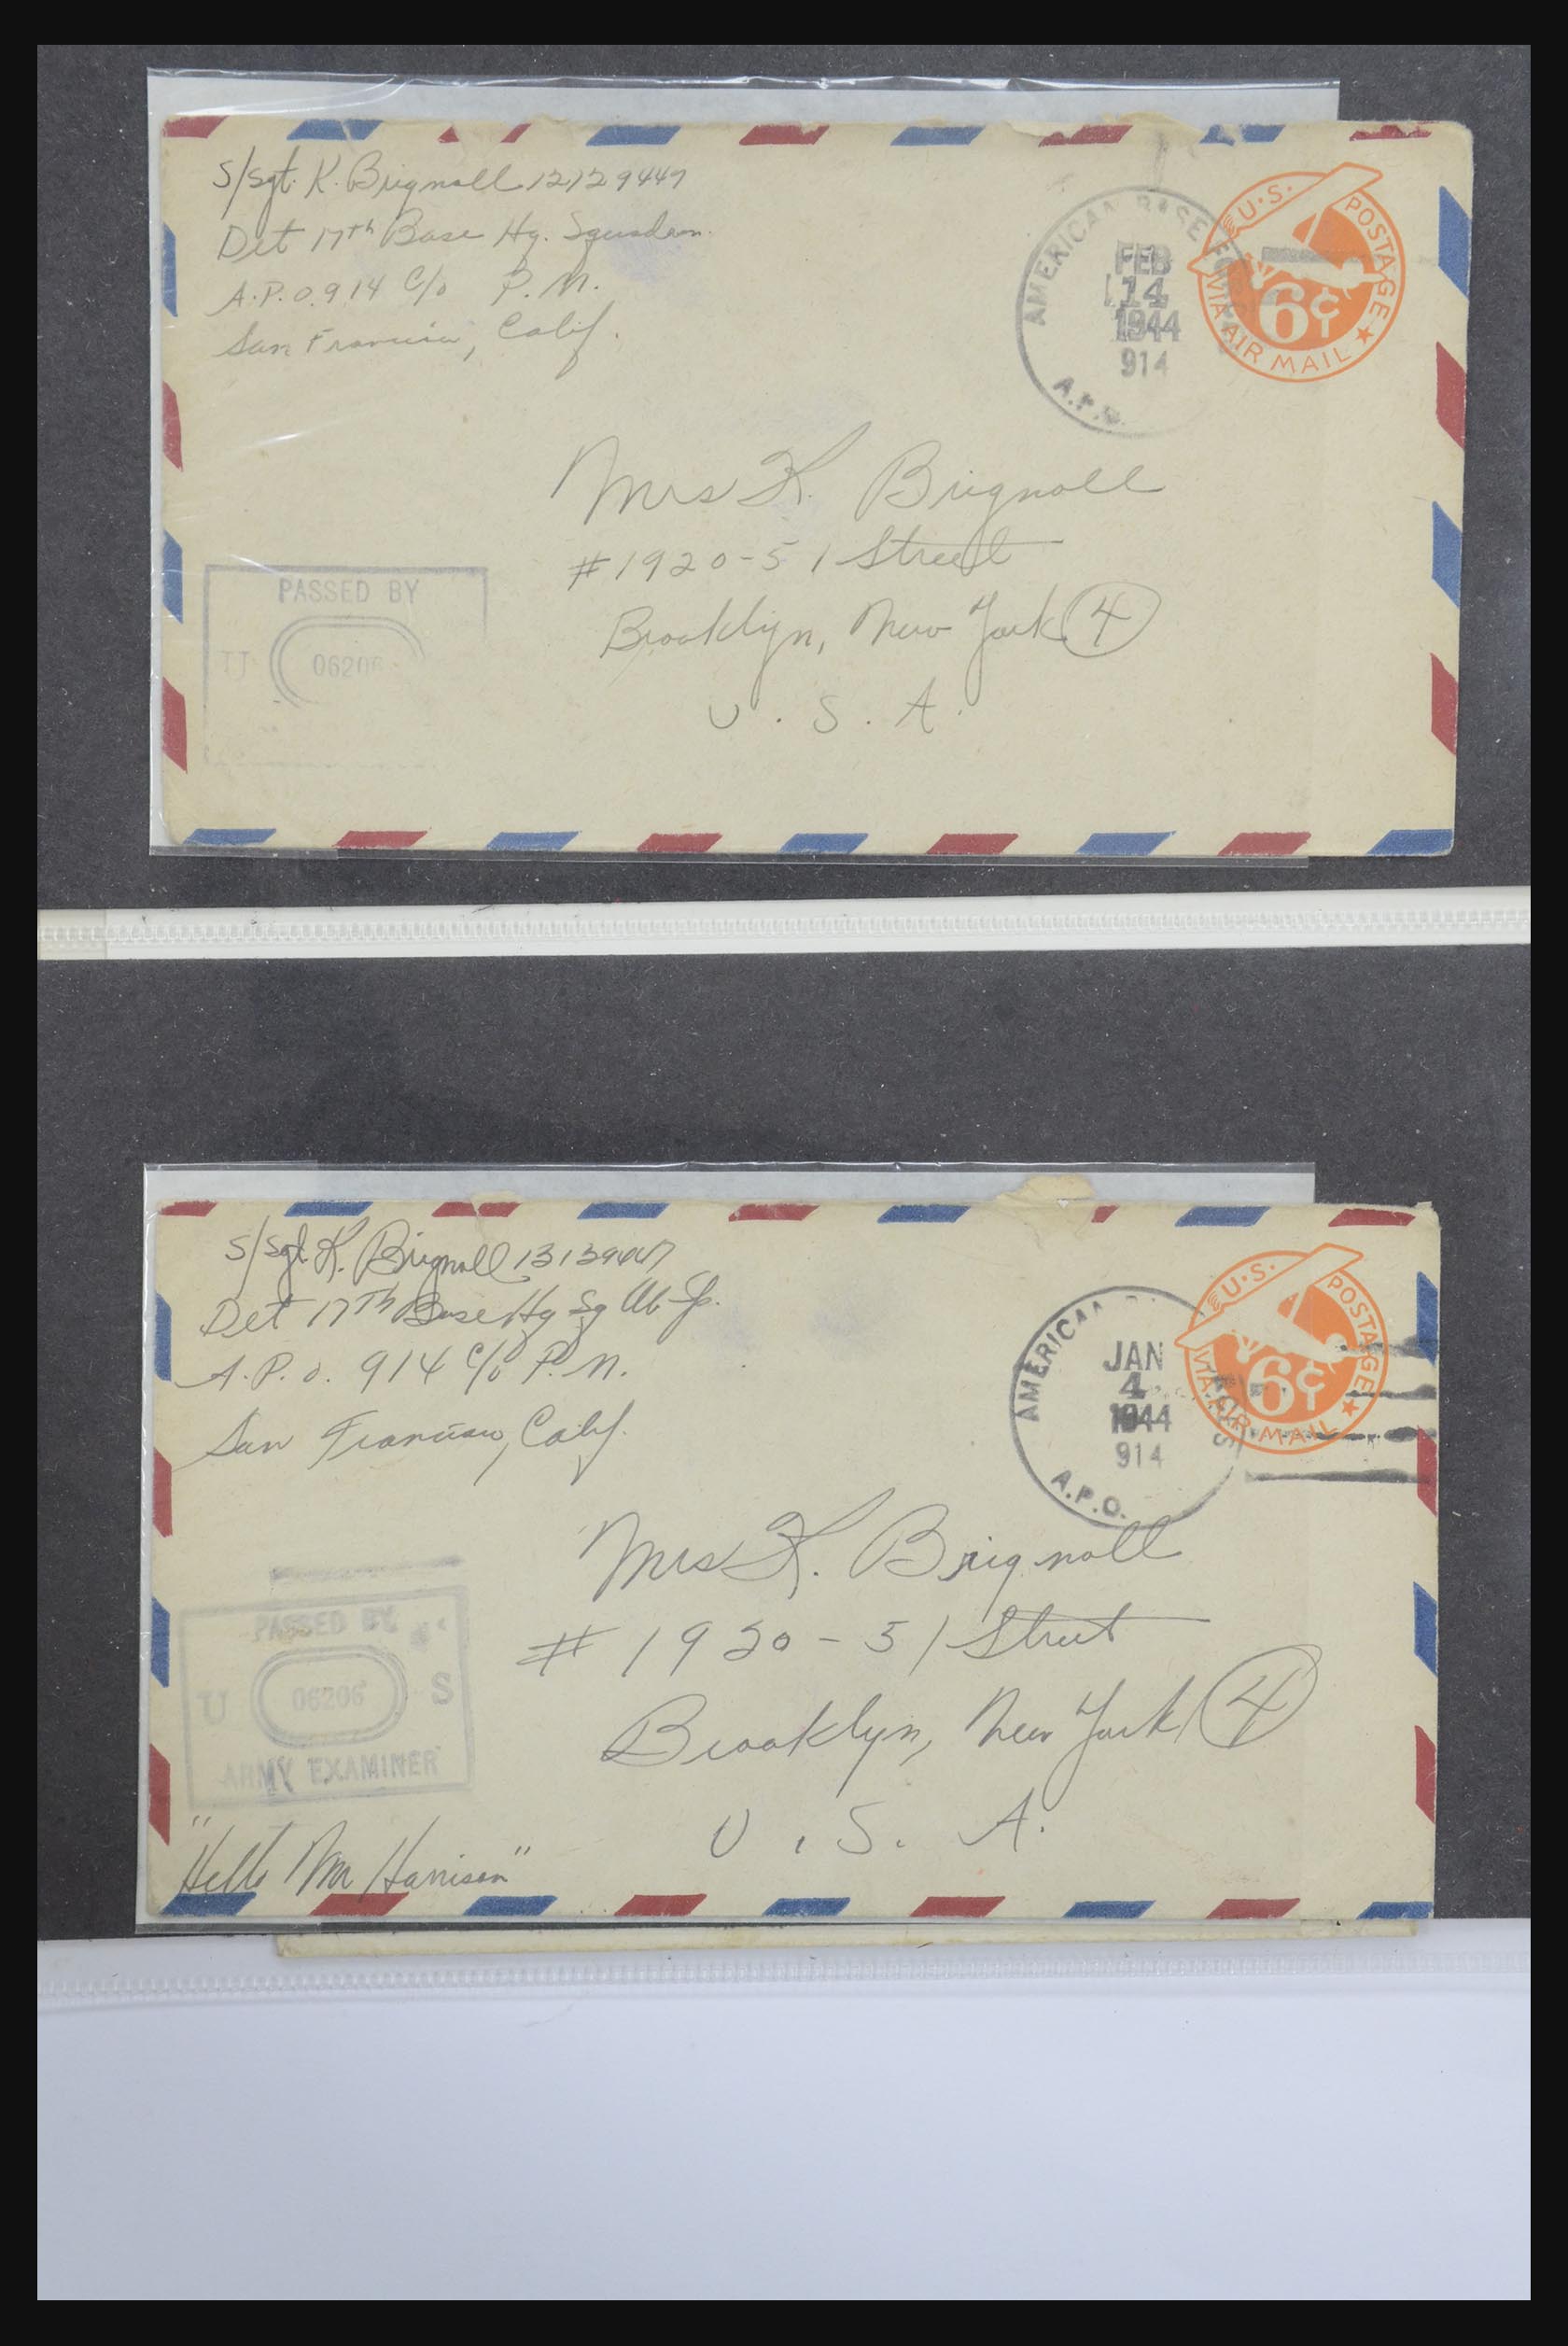 S/Sgt. K. Brignall 12129447
Det 17th Base Hq. Squadron.
A.P.O. 914 C/o P.M.
San Francisco, Calif.
AMERICAN BASE
FEB
14
1944
914
A.P.O.
U.S. POSTAGE
6¢
VIA AIR MAIL
Mrs K. Brignall
#1920-51 Street
Brooklyn, New York 4
U.S.A.
PASSED BY
U 06206
S/Sgt. K. Brignall
Det 17Th Base Hq Sq
A.P.O. 914 C/o P.M.
San Francisco, Calif.
AMERICAN
JAN
4
1944
914
A.P.O.
U.S. POSTAGE
6¢
VIA AIR MAIL
Mrs K. Brignall
#1920-51 Street
Brooklyn, New York 4
U.S.A.
PASSED BY
U 06206 S
ARMY EXAMINER
"Hello Mr Harrison"